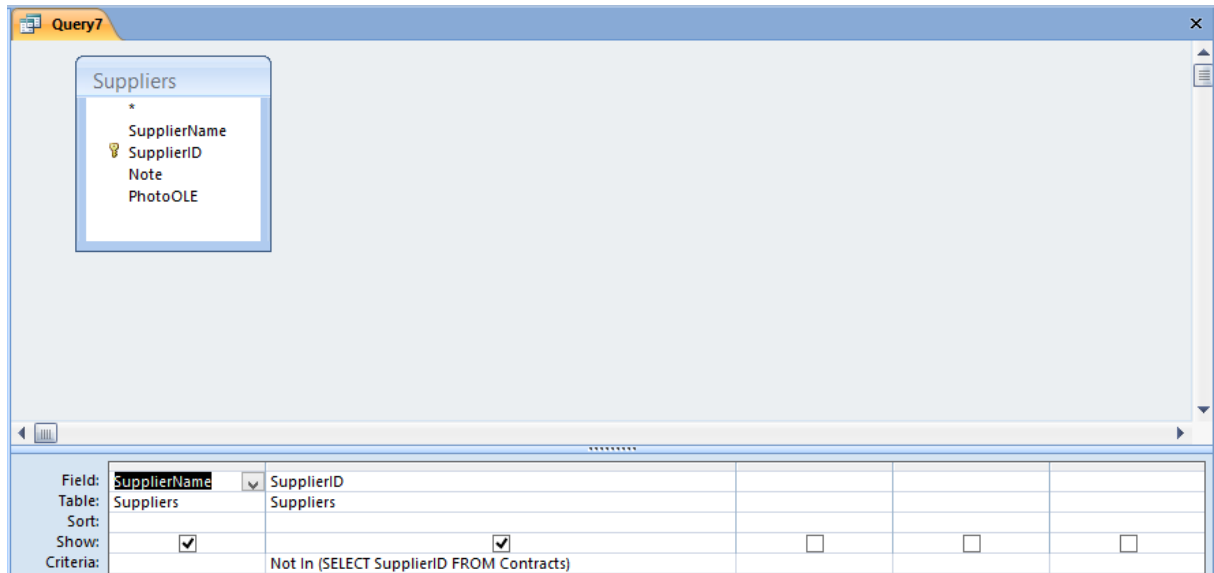 Query7
Suppliers
*
SupplierName
SupplierID
Note
PhotoOLE
Field: SupplierName SupplierID
Table: Suppliers Suppliers
Sort:
Show:
Criteria: Not In (SELECT SupplierID FROM Contracts)